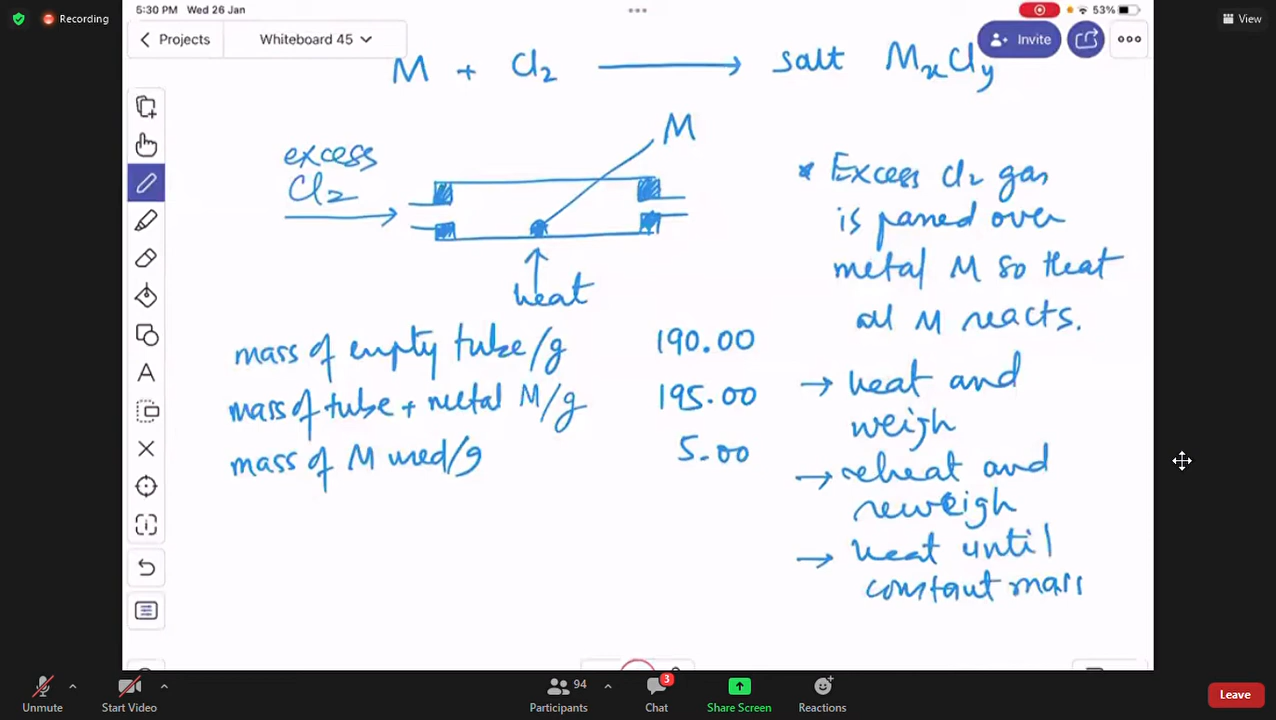 Recording
5:30 PM Wed 26 Jan
53%
View
Projects
Whiteboard 45
Invite
M + Cl2 → salt MxCly
M
excess
Cl2
heat
* Excess Cl2 gas
is passed over
metal M so that
all M reacts.
→ heat and
weigh
→ reheat and
reweigh
→ heat until
constant mass
mass of empty tube/g 190.00
mass of tube + metal M/g 195.00
mass of M used/g 5.00
A
Unmute
Start Video
94
Participants
3
Chat
Share Screen
Reactions
Leave